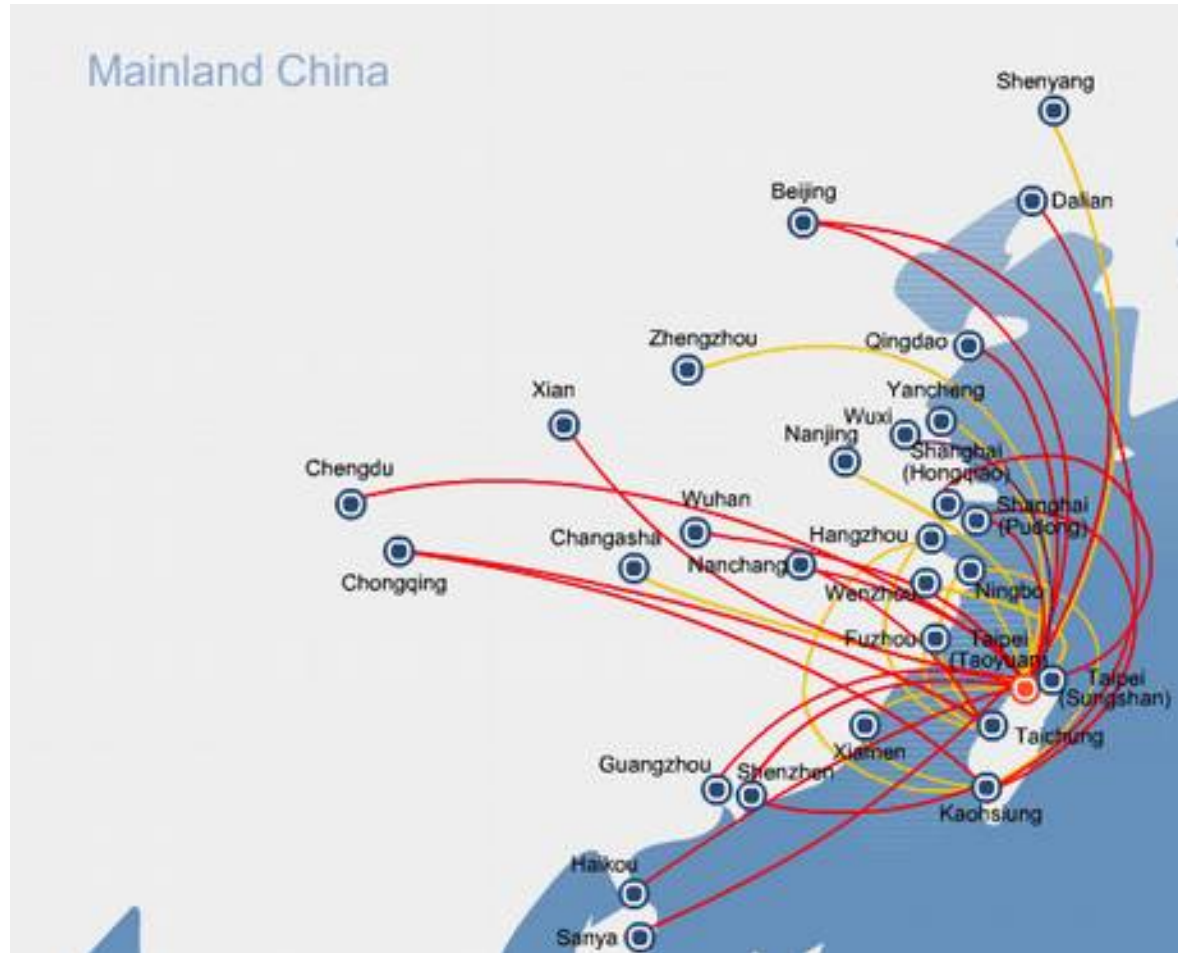 Mainland China
Shenyang
Beijing
Dalian
Zhengzhou
Qingdao
Xian
Yancheng
Wuxi
Nanjing
Shanghai
(Hongqiao)
Chengdu
Wuhan
Shanghai
(Pudong)
Changasha
Hangzhou
Nanchang
Chongqing
Wenzhou
Ningbo
Fuzhou
Taipei
(Taoyuan)
Taipei
(Sungshan)
Xiamen
Taichung
Guangzhou
Shenzhen
Kaohsiung
Haikou
Sanya